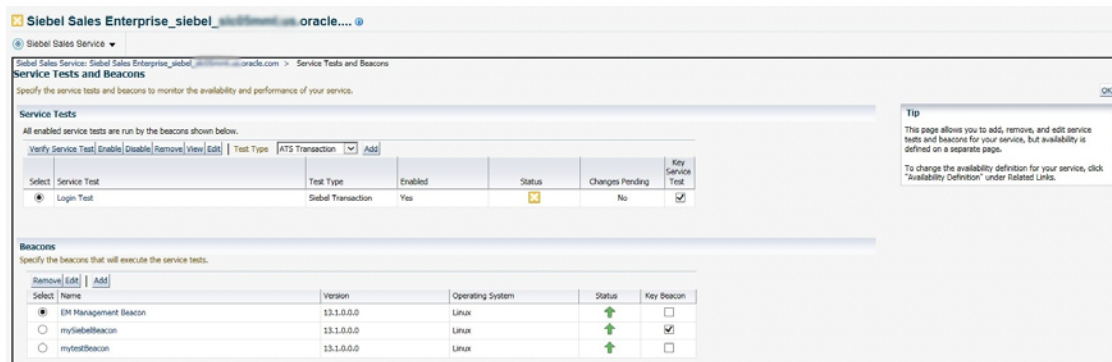 Siebel Sales Enterprise_siebel_ oracle....
Siebel Sales Service
Siebel Sales Service: Siebel Sales Enterprise_siebel_ oracle.com > Service Tests and Beacons
Service Tests and Beacons
Specify the service tests and beacons to monitor the availability and performance of your service.
OK
Service Tests
All enabled service tests are run by the beacons shown below.
Verify Service Test Enable Disable Remove View Edit | Test Type ATS Transaction Add
Select Service Test Test Type Enabled Status Changes Pending Key Service Test
Login Test Siebel Transaction Yes No
Beacons
Specify the beacons that will execute the service tests.
Remove Edit | Add
Select Name Version Operating System Status Key Beacon
EM Management Beacon 13.1.0.0.0 Linux
mySiebelBeacon 13.1.0.0.0 Linux
mytestBeacon 13.1.0.0.0 Linux
Tip
This page allows you to add, remove, and edit service
tests and beacons for your service, but availability is
defined on a separate page.
To change the availability definition for your service, click
"Availability Definition" under Related Links.